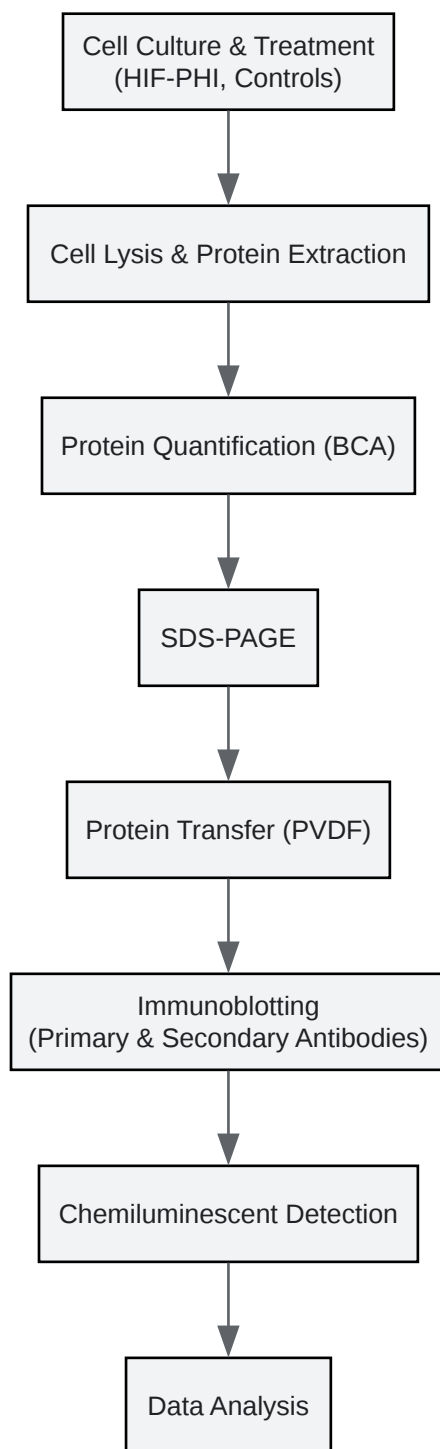 Cell Culture & Treatment
(HIF-PHI, Controls)
Cell Lysis & Protein Extraction
Protein Quantification (BCA)
SDS-PAGE
Protein Transfer (PVDF)
Immunoblotting
(Primary & Secondary Antibodies)
Chemiluminescent Detection
Data Analysis